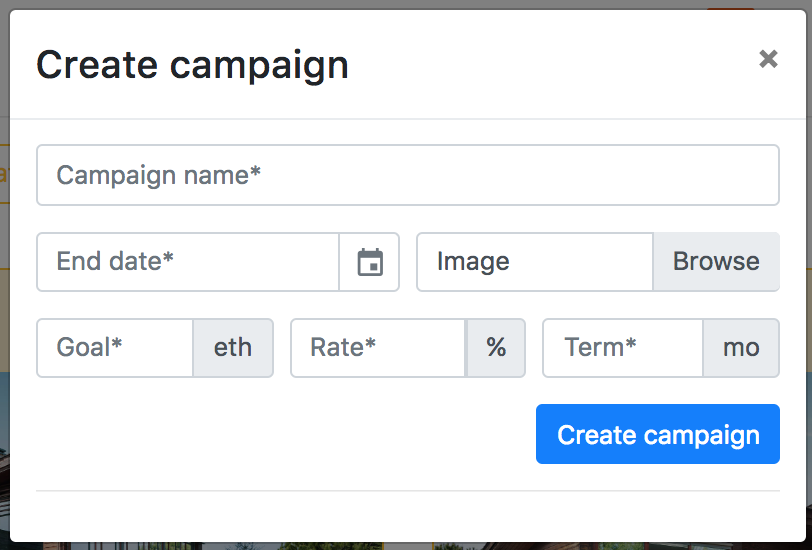 Create campaign ×
Campaign name*
End date* Image Browse
Goal* eth Rate* % Term* mo
Create campaign